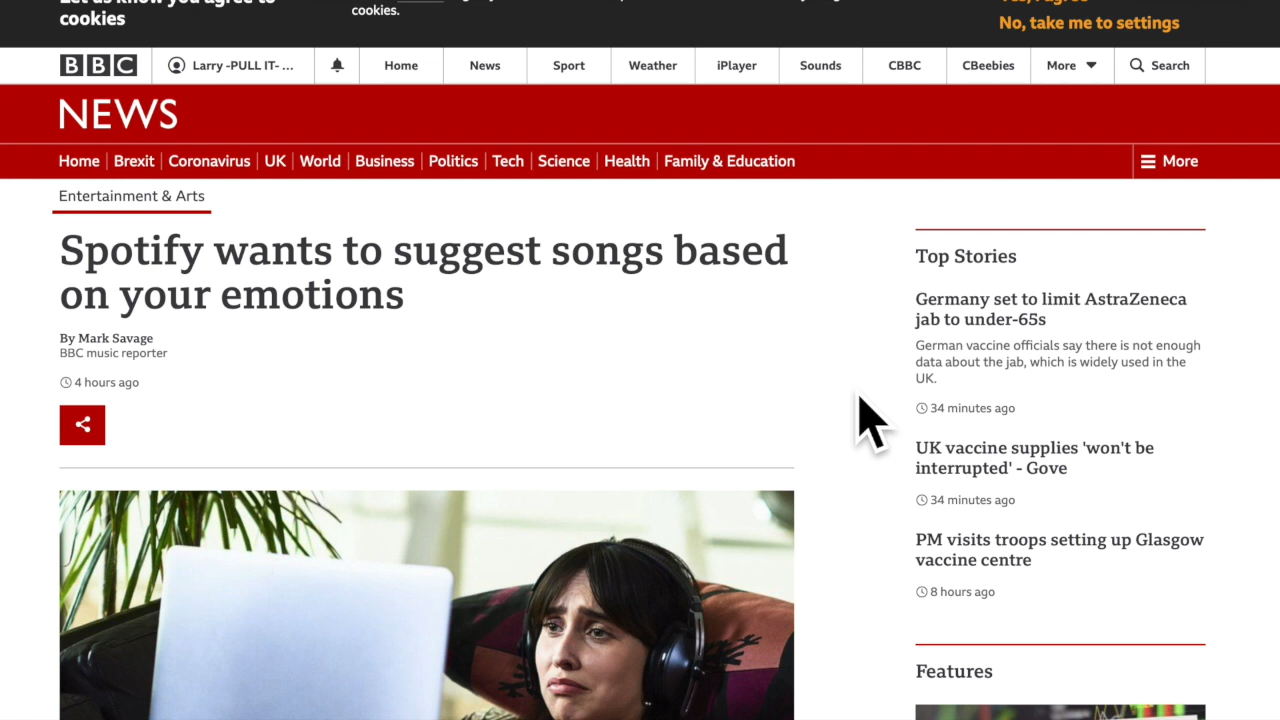 cookies
cookies.
No, take me to settings
BBC
Larry -PULL IT- ...
Home
News
Sport
Weather
iPlayer
Sounds
CBBC
CBeebies
More
Search
NEWS
Home
Brexit
Coronavirus
UK
World
Business
Politics
Tech
Science
Health
Family & Education
More
Entertainment & Arts
Spotify wants to suggest songs based
on your emotions
By Mark Savage
BBC music reporter
4 hours ago
Top Stories
Germany set to limit AstraZeneca
jab to under-65s
German vaccine officials say there is not enough
data about the jab, which is widely used in the
UK.
34 minutes ago
UK vaccine supplies 'won't be
interrupted' - Gove
34 minutes ago
PM visits troops setting up Glasgow
vaccine centre
8 hours ago
Features